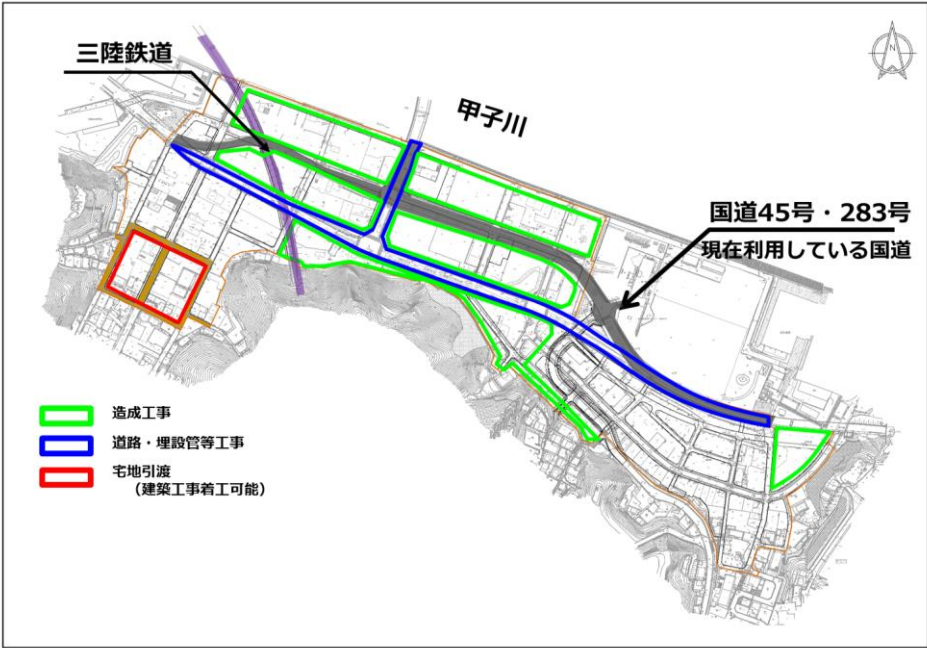 三陸鉄道
N
甲子川
国道45号・283号
現在利用している国道
造成工事
道路・埋設管等工事
宅地引渡
(建築工事着工可能)